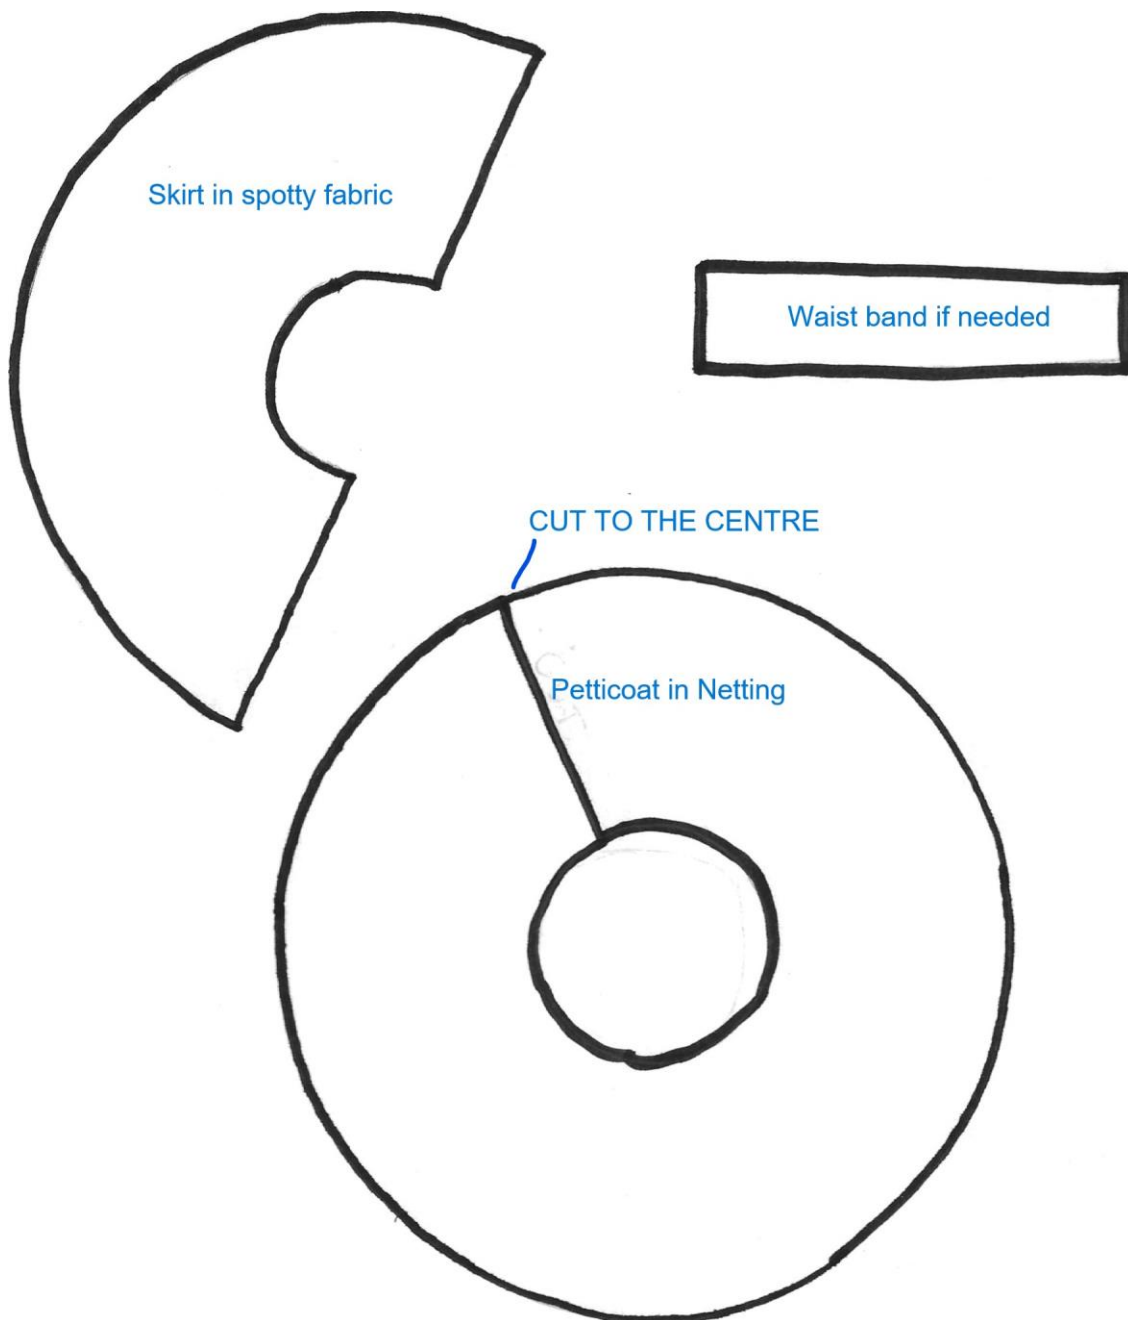 Skirt in spotty fabric
Waist band if needed
CUT TO THE CENTRE
Petticoat in Netting